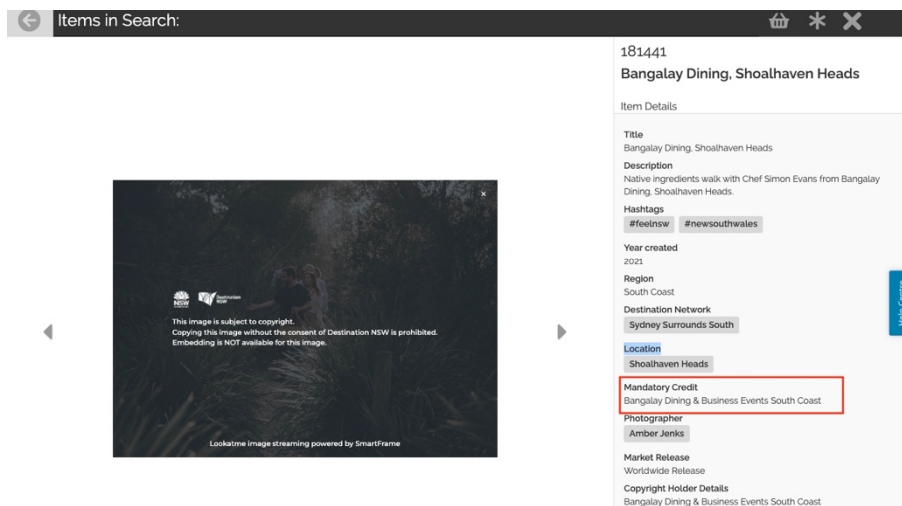 Items in Search:
181441
Bangalay Dining, Shoalhaven Heads
Item Details
Title
Bangalay Dining, Shoalhaven Heads
Description
Native ingredients walk with Chef Simon Evans from Bangalay
Dining, Shoalhaven Heads.
Hashtags
#feelnsw #newsouthwales
Year created
2021
Region
South Coast
Destination Network
Sydney Surrounds South
Location
Shoalhaven Heads
Mandatory Credit
Bangalay Dining & Business Events South Coast
Photographer
Amber Jenks
Market Release
Worldwide Release
Copyright Holder Details
Bangalay Dining & Business Events South Coast
NSW
Destination
NSW
This image is subject to copyright.
Copying this image without the consent of Destination NSW is prohibited.
Embedding is NOT available for this image.
Lookatme image streaming powered by SmartFrame
Help Centre